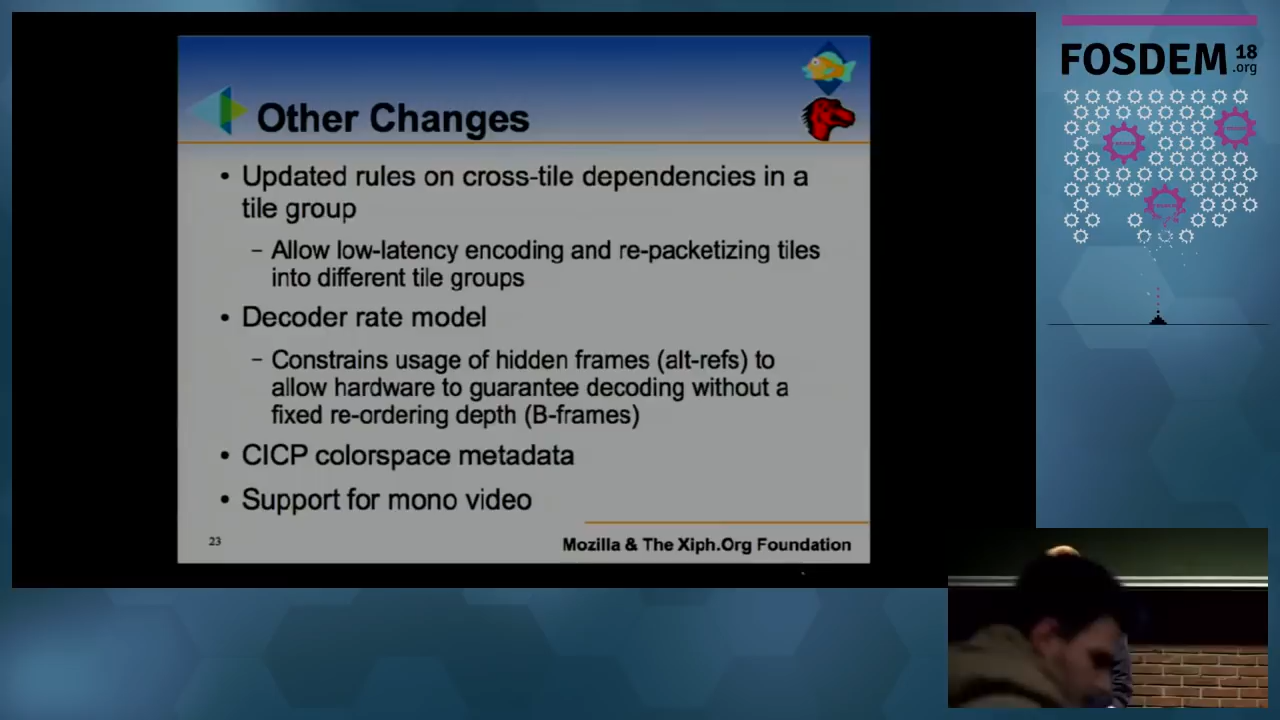 FOSDEM 18
.org
Other Changes
• Updated rules on cross-tile dependencies in a
tile group
– Allow low-latency encoding and re-packetizing tiles
into different tile groups
• Decoder rate model
– Constrains usage of hidden frames (alt-refs) to
allow hardware to guarantee decoding without a
fixed re-ordering depth (B-frames)
• CICP colorspace metadata
• Support for mono video
23
Mozilla & The Xiph.Org Foundation